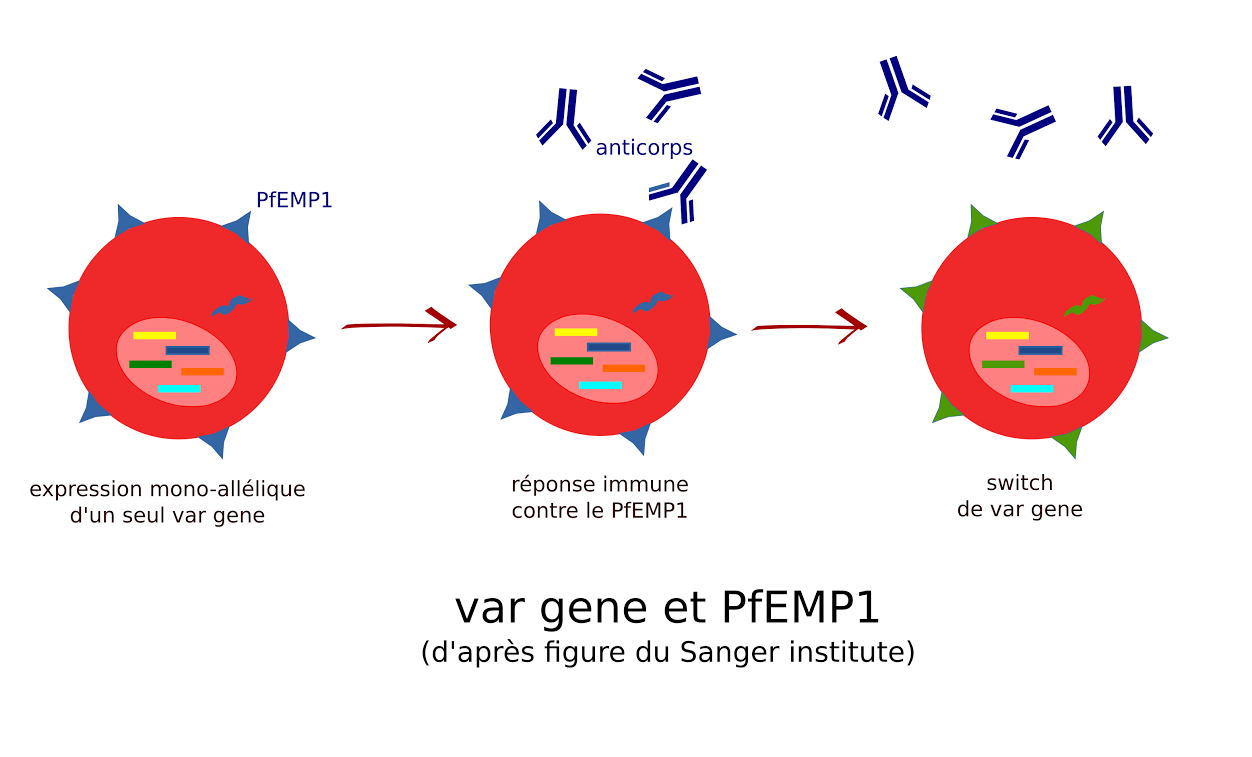 anticorps
PfEMP1
expression mono-allélique
d'un seul var gene
réponse immune
contre le PfEMP1
switch
de var gene
var gene et PfEMP1
(d'après figure du Sanger institute)